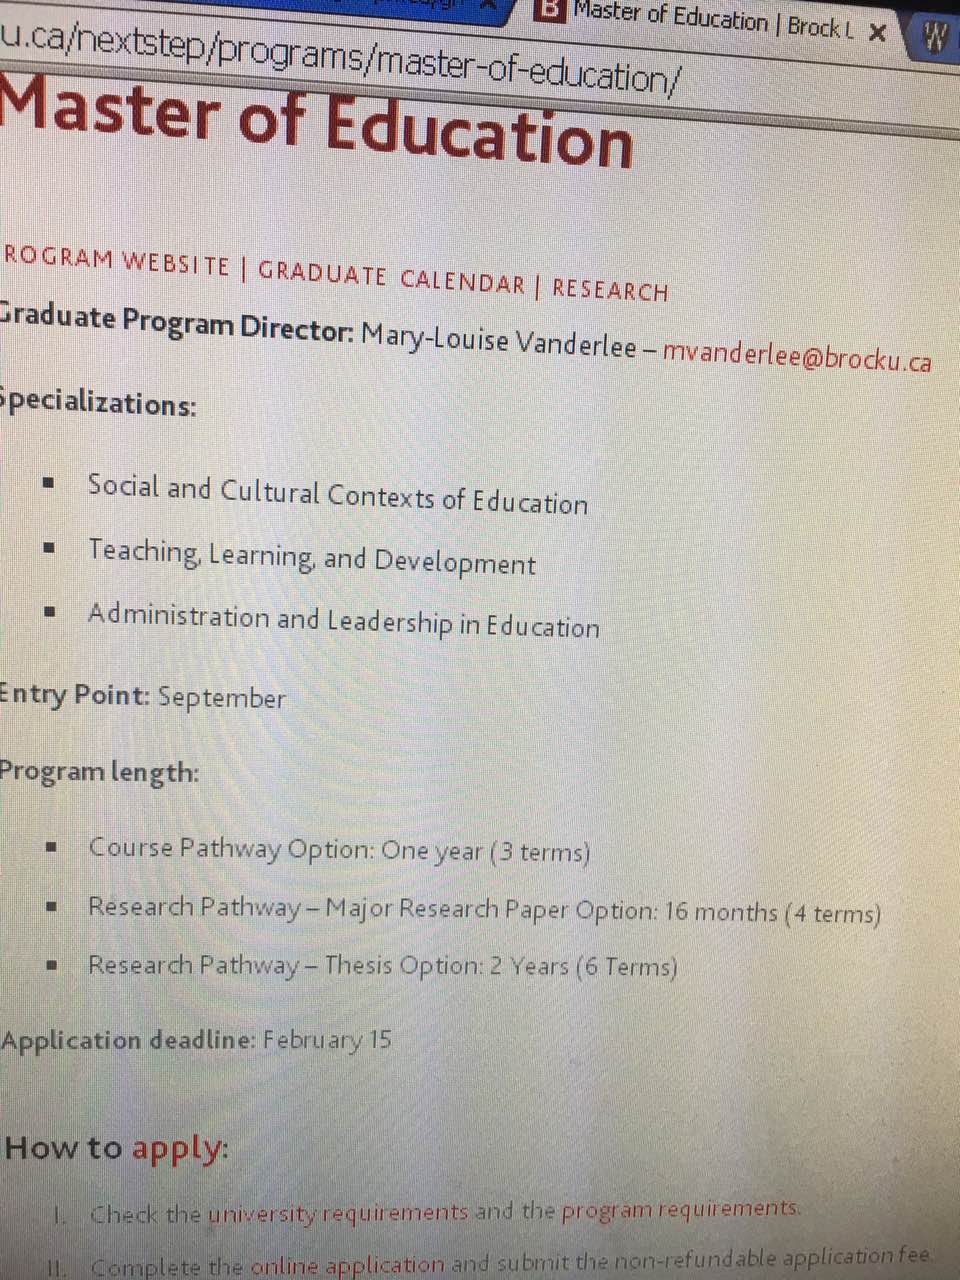 B Master of Education | Brock U
W
u.ca/nextstep/programs/master-of-education/
Master of Education
ROGRAM WEBSITE | GRADUATE CALENDAR | RESEARCH
Graduate Program Director: Mary-Louise Vanderlee – mvanderlee@brocku.ca
Specializations:
▪ Social and Cultural Contexts of Education
▪ Teaching, Learning, and Development
▪ Administration and Leadership in Education
Entry Point: September
Program length:
▪ Course Pathway Option: One year (3 terms)
▪ Research Pathway – Major Research Paper Option: 16 months (4 terms)
▪ Research Pathway – Thesis Option: 2 Years (6 Terms)
Application deadline: February 15
How to apply:
I. Check the university requirements and the program requirements.
II. Complete the online application and submit the non-refundable application fee.